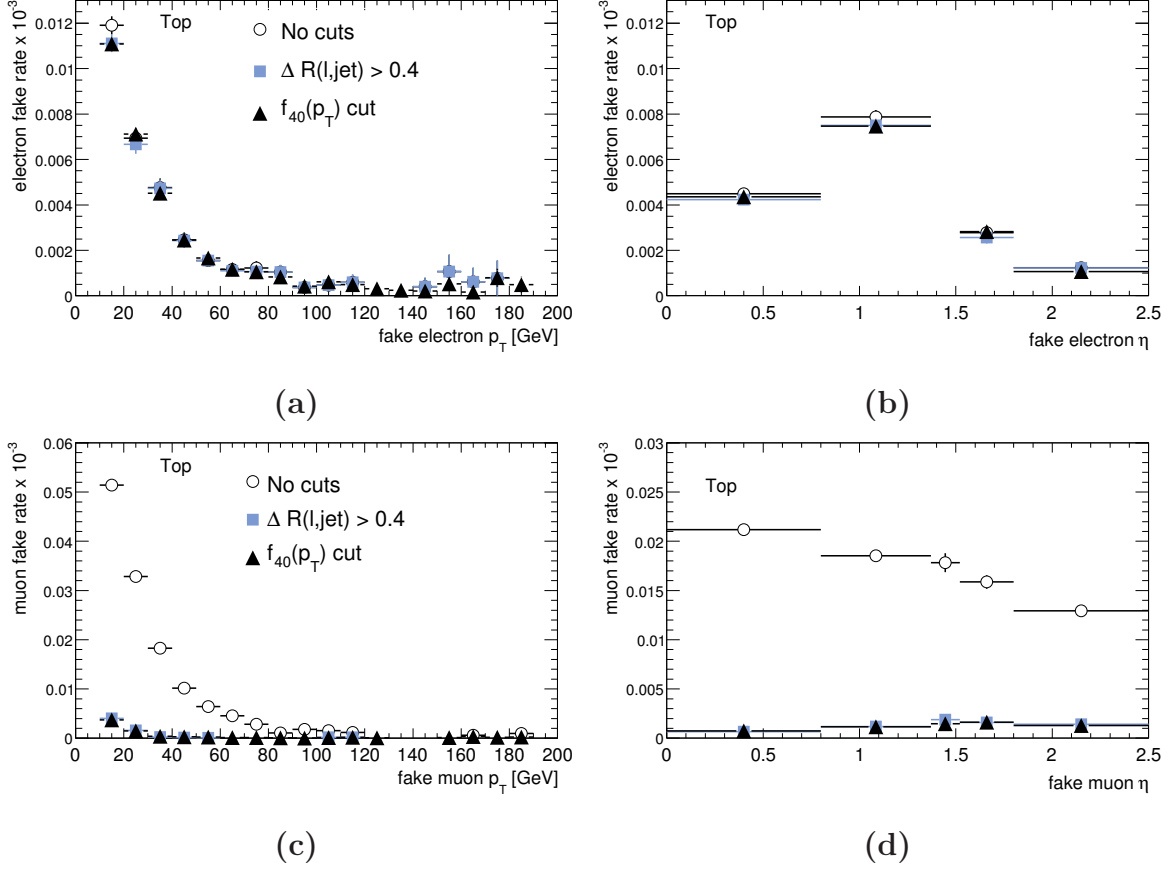 electron fake rate x 10⁻³
0.012
0.01
0.008
0.006
0.004
0.002
0
Top
No cuts
Δ R(l,jet) > 0.4
f₄₀(p_T) cut
0 20 40 60 80 100 120 140 160 180 200
fake electron p_T [GeV]
(a)
electron fake rate x 10⁻³
0.012
0.01
0.008
0.006
0.004
0.002
0
Top
0 0.5 1 1.5 2 2.5
fake electron η
(b)
muon fake rate x 10⁻³
0.06
0.05
0.04
0.03
0.02
0.01
0
Top
No cuts
Δ R(l,jet) > 0.4
f₄₀(p_T) cut
0 20 40 60 80 100 120 140 160 180 200
fake muon p_T [GeV]
(c)
muon fake rate x 10⁻³
0.03
0.025
0.02
0.015
0.01
0.005
0
Top
0 0.5 1 1.5 2 2.5
fake muon η
(d)